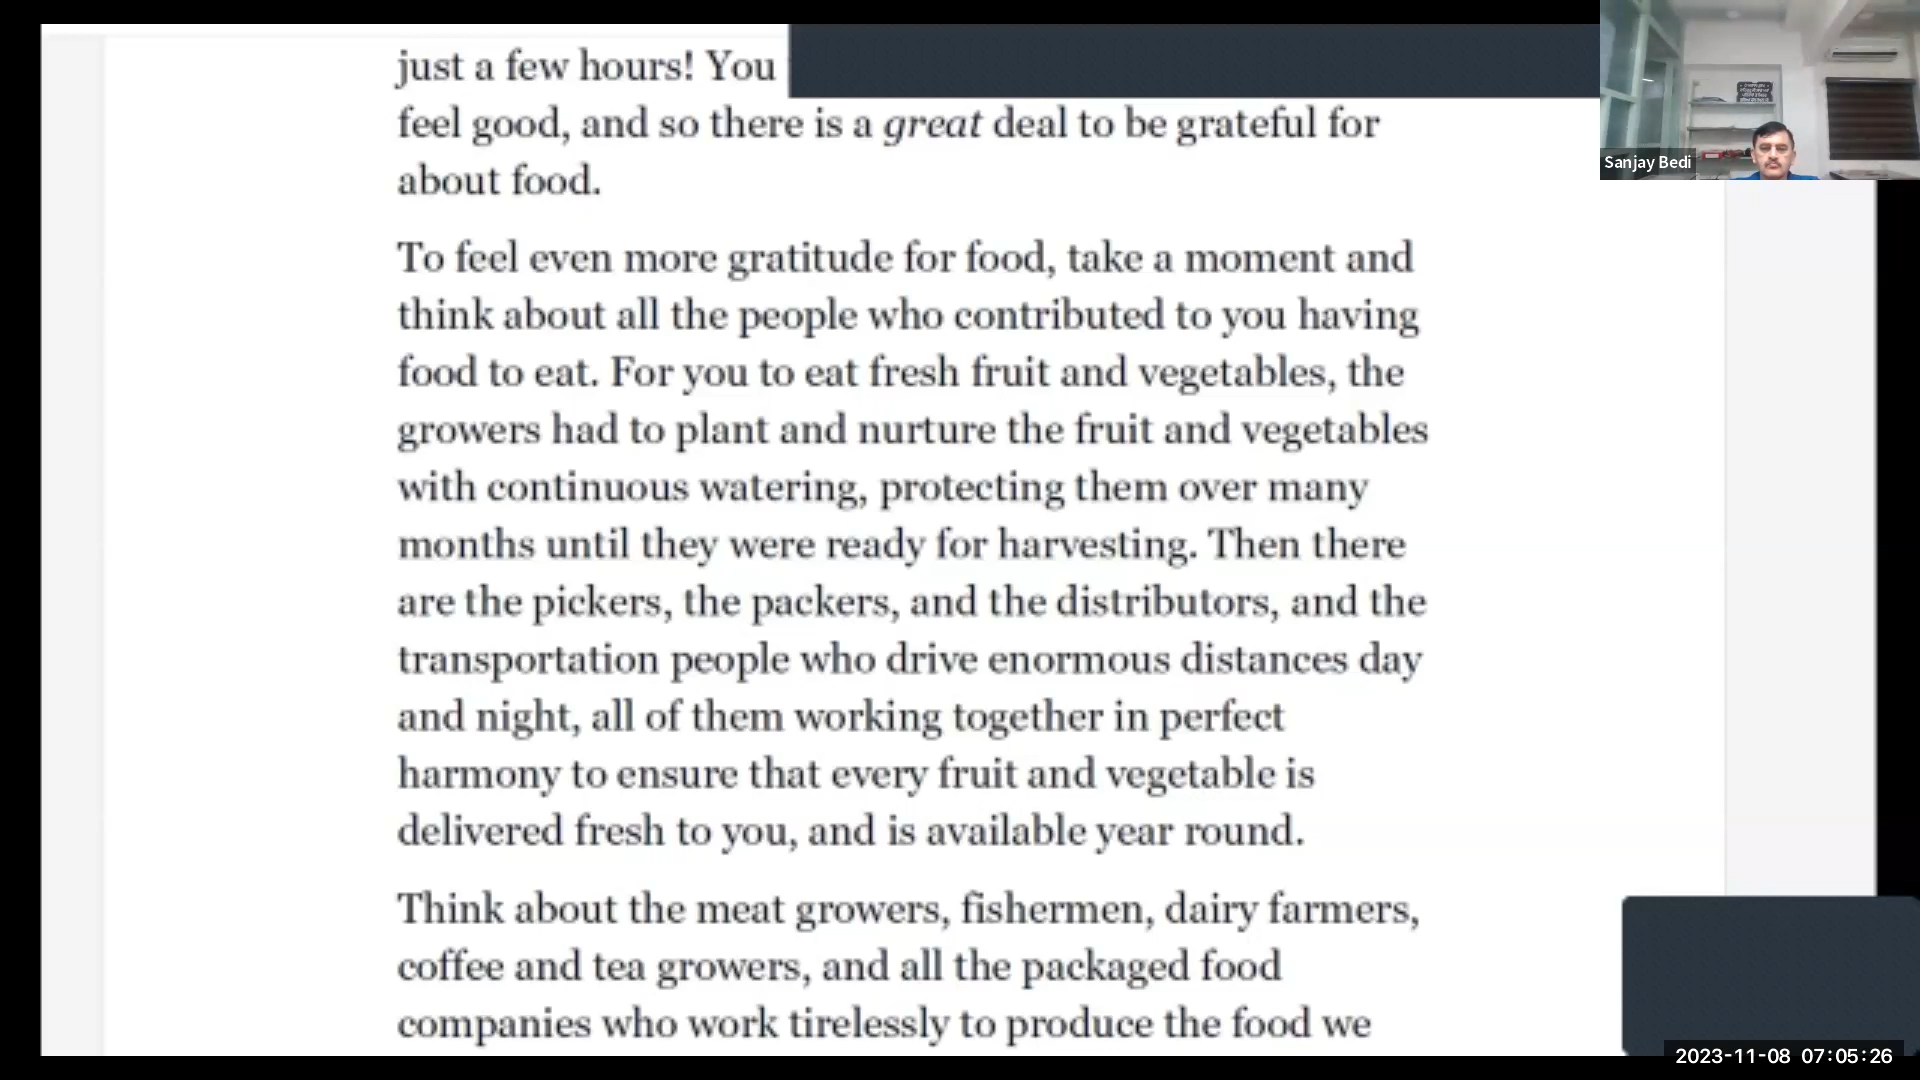 just a few hours! You
feel good, and so there is a great deal to be grateful for
about food.
To feel even more gratitude for food, take a moment and
think about all the people who contributed to you having
food to eat. For you to eat fresh fruit and vegetables, the
growers had to plant and nurture the fruit and vegetables
with continuous watering, protecting them over many
months until they were ready for harvesting. Then there
are the pickers, the packers, and the distributors, and the
transportation people who drive enormous distances day
and night, all of them working together in perfect
harmony to ensure that every fruit and vegetable is
delivered fresh to you, and is available year round.
Think about the meat growers, fishermen, dairy farmers,
coffee and tea growers, and all the packaged food
companies who work tirelessly to produce the food we
Sanjay Bedi
2023-11-08 07:05:26